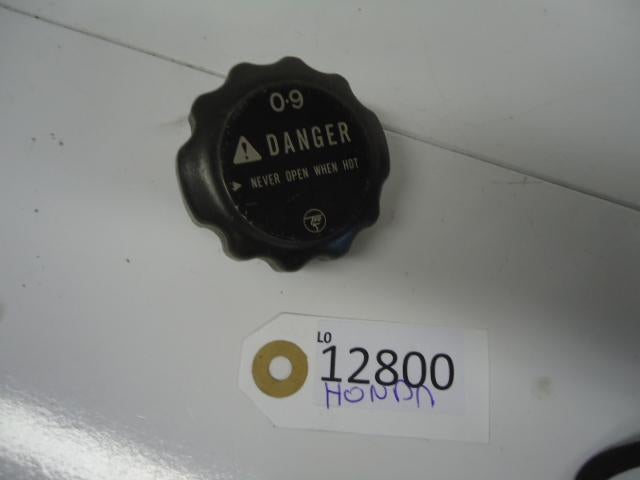 0·9
DANGER
NEVER OPEN WHEN HOT
LO
12800
HONDA